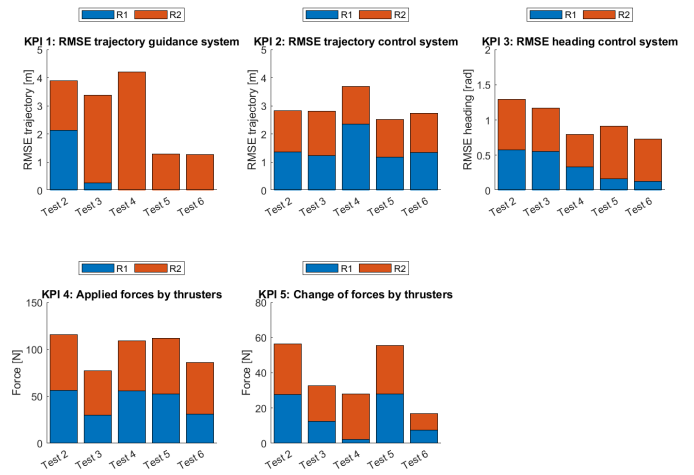 R1 R2
R1 R2
R1 R2
KPI 1: RMSE trajectory guidance system
KPI 2: RMSE trajectory control system
KPI 3: RMSE heading control system
RMSE trajectory [m]
5
4
3
2
1
0
Test 2 Test 3 Test 4 Test 5 Test 6
RMSE trajectory [m]
5
4
3
2
1
0
Test 2 Test 3 Test 4 Test 5 Test 6
RMSE heading [rad]
2
1.5
1
0.5
0
Test 2 Test 3 Test 4 Test 5 Test 6
R1 R2
R1 R2
KPI 4: Applied forces by thrusters
KPI 5: Change of forces by thrusters
Force [N]
150
100
50
0
Test 2 Test 3 Test 4 Test 5 Test 6
Force [N]
80
60
40
20
0
Test 2 Test 3 Test 4 Test 5 Test 6